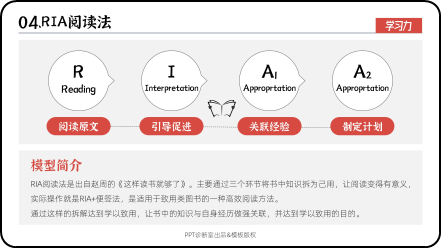 04.RIA阅读法
学习力
R
Reading
I
Interpretation
A1
Approprtation
A2
Approprtation
阅读原文
引导促进
关联经验
制定计划
模型简介
RIA阅读法是出自赵周的《这样读书就够了》。主要通过三个环节将书中知识拆为己用，让阅读变得有意义，
实际操作就是RIA+便签法，是适用于致用类图书的一种高效阅读方法。
通过这样的拆解达到学以致用，让书中的知识与自身经历做强关联，并达到学以致用的目的。
PPT@新富出品&模板版权